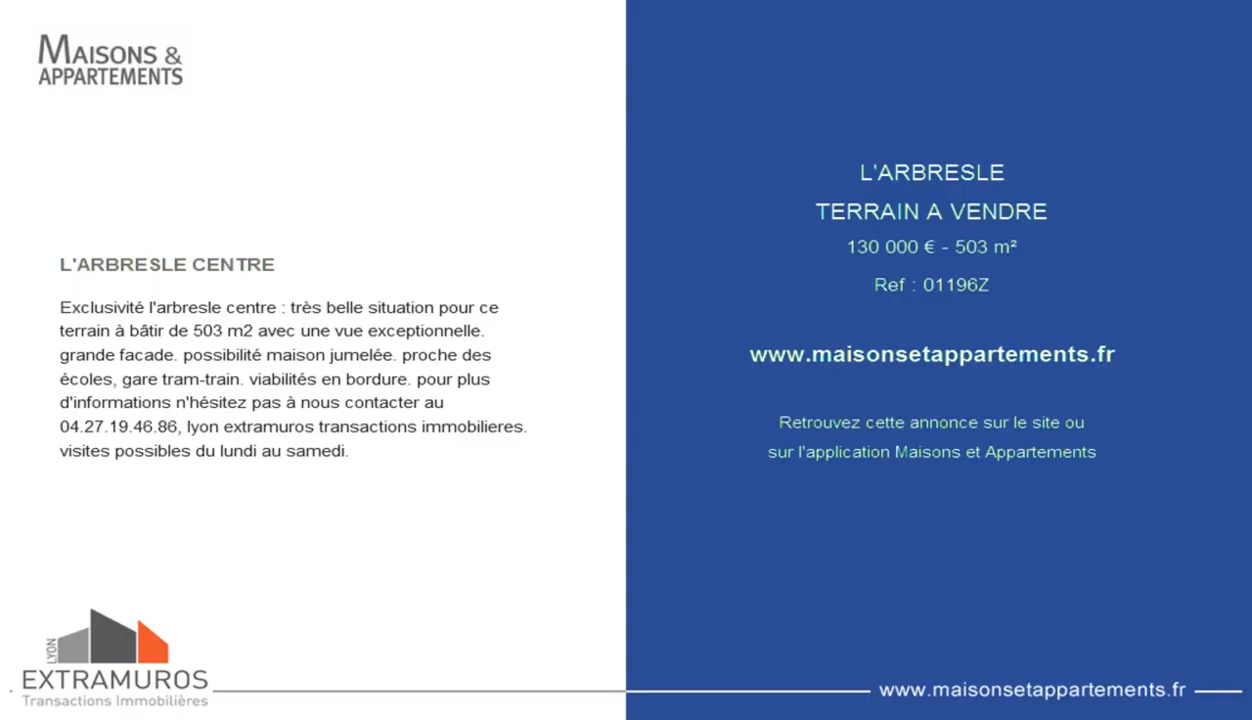 MAISONS &
APPARTEMENTS
L'ARBRESLE CENTRE
Exclusivité l'arbresle centre : très belle situation pour ce
terrain à bâtir de 503 m2 avec une vue exceptionnelle.
grande facade. possibilité maison jumelée. proche des
écoles, gare tram-train. viabilités en bordure. pour plus
d'informations n'hésitez pas à nous contacter au
04.27.19.46.86, lyon extramuros transactions immobilieres.
visites possibles du lundi au samedi.
LYON
EXTRAMUROS
Transactions Immobilières
L'ARBRESLE
TERRAIN A VENDRE
130 000 € - 503 m²
Ref : 01196Z
www.maisonsetappartements.fr
Retrouvez cette annonce sur le site ou
sur l'application Maisons et Appartements
www.maisonsetappartements.fr